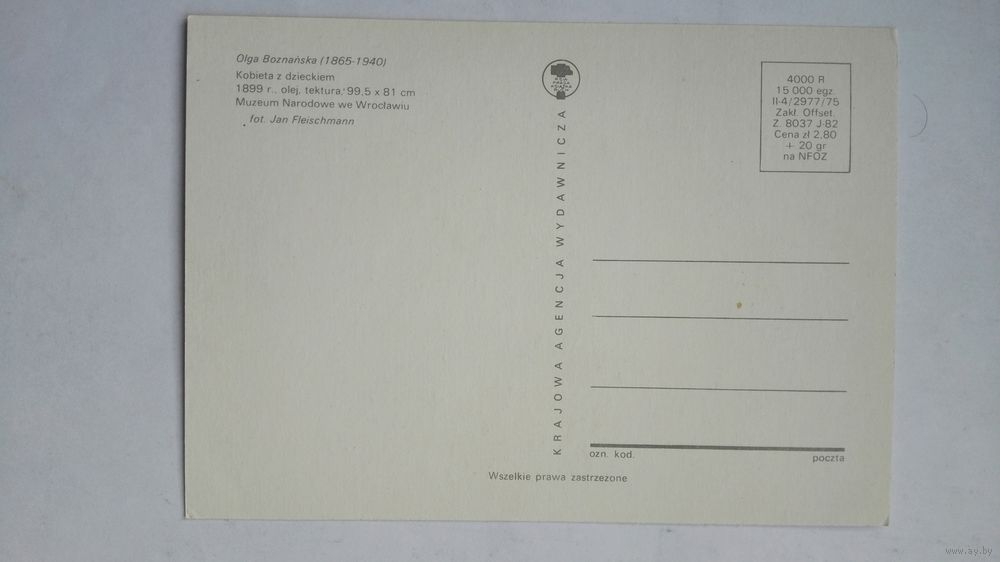 Olga Boznańska (1865-1940)
Kobieta z dzieckiem
1899 r., olej, tektura, 99,5 x 81 cm
Muzeum Narodowe we Wrocławiu
fot. Jan Fleischmann
KRAJOWA AGENCJA WYDAWNICZA
4000 R
15 000 egz.
II-4/2977/75
Zakł. Offset.
Z. 8037 J-82
Cena zł 2,80
+ 20 gr
na NFOZ
ozn. kod.
poczta
Wszelkie prawa zastrzezone
www.ay.by